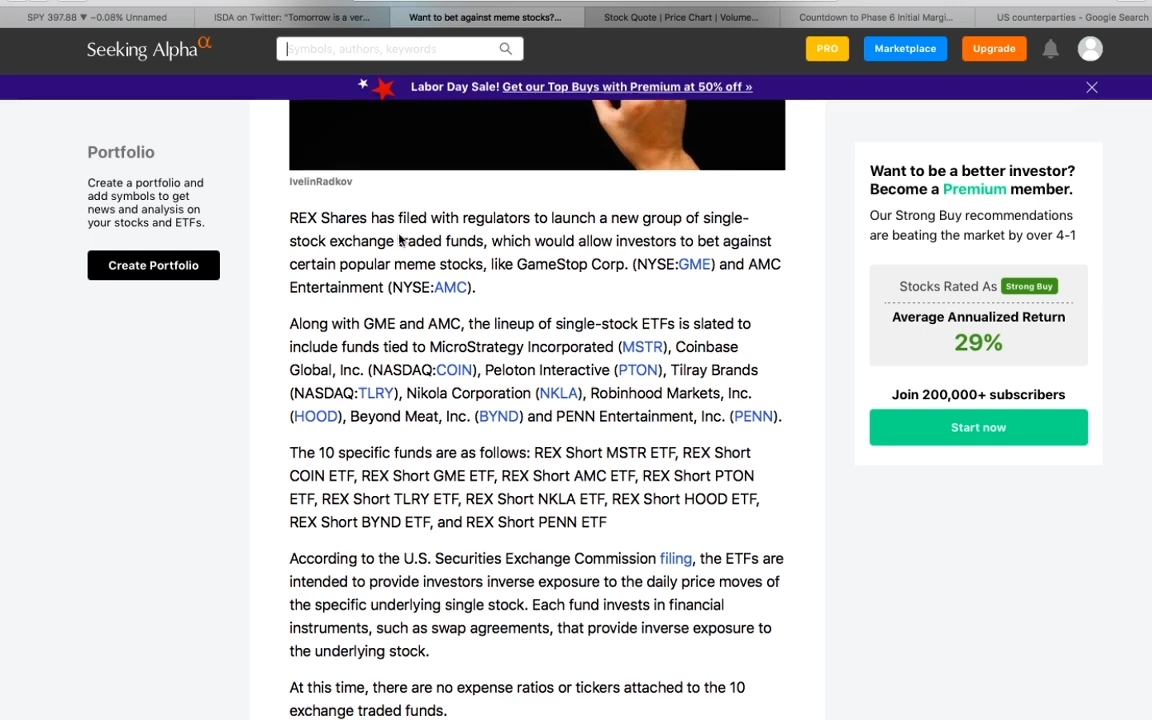 SPY 397.88 ▼ −0.08% Unnamed
ISDA on Twitter: "Tomorrow is a ver...
Want to bet against meme stocks?...
Stock Quote | Price Chart | Volume...
Countdown to Phase 6 Initial Margi...
US counterparties - Google Search
Seeking Alpha α
Symbols, authors, keywords
PRO
Marketplace
Upgrade
Labor Day Sale! Get our Top Buys with Premium at 50% off »
Portfolio
Create a portfolio and
add symbols to get
news and analysis on
your stocks and ETFs.
Create Portfolio
IvelinRadkov
REX Shares has filed with regulators to launch a new group of single-
stock exchange traded funds, which would allow investors to bet against
certain popular meme stocks, like GameStop Corp. (NYSE:GME) and AMC
Entertainment (NYSE:AMC).
Along with GME and AMC, the lineup of single-stock ETFs is slated to
include funds tied to MicroStrategy Incorporated (MSTR), Coinbase
Global, Inc. (NASDAQ:COIN), Peloton Interactive (PTON), Tilray Brands
(NASDAQ:TLRY), Nikola Corporation (NKLA), Robinhood Markets, Inc.
(HOOD), Beyond Meat, Inc. (BYND) and PENN Entertainment, Inc. (PENN).
The 10 specific funds are as follows: REX Short MSTR ETF, REX Short
COIN ETF, REX Short GME ETF, REX Short AMC ETF, REX Short PTON
ETF, REX Short TLRY ETF, REX Short NKLA ETF, REX Short HOOD ETF,
REX Short BYND ETF, and REX Short PENN ETF
According to the U.S. Securities Exchange Commission filing, the ETFs are
intended to provide investors inverse exposure to the daily price moves of
the specific underlying single stock. Each fund invests in financial
instruments, such as swap agreements, that provide inverse exposure to
the underlying stock.
At this time, there are no expense ratios or tickers attached to the 10
exchange traded funds.
Want to be a better investor?
Become a Premium member.
Our Strong Buy recommendations
are beating the market by over 4-1
Stocks Rated As Strong Buy
Average Annualized Return
29%
Join 200,000+ subscribers
Start now